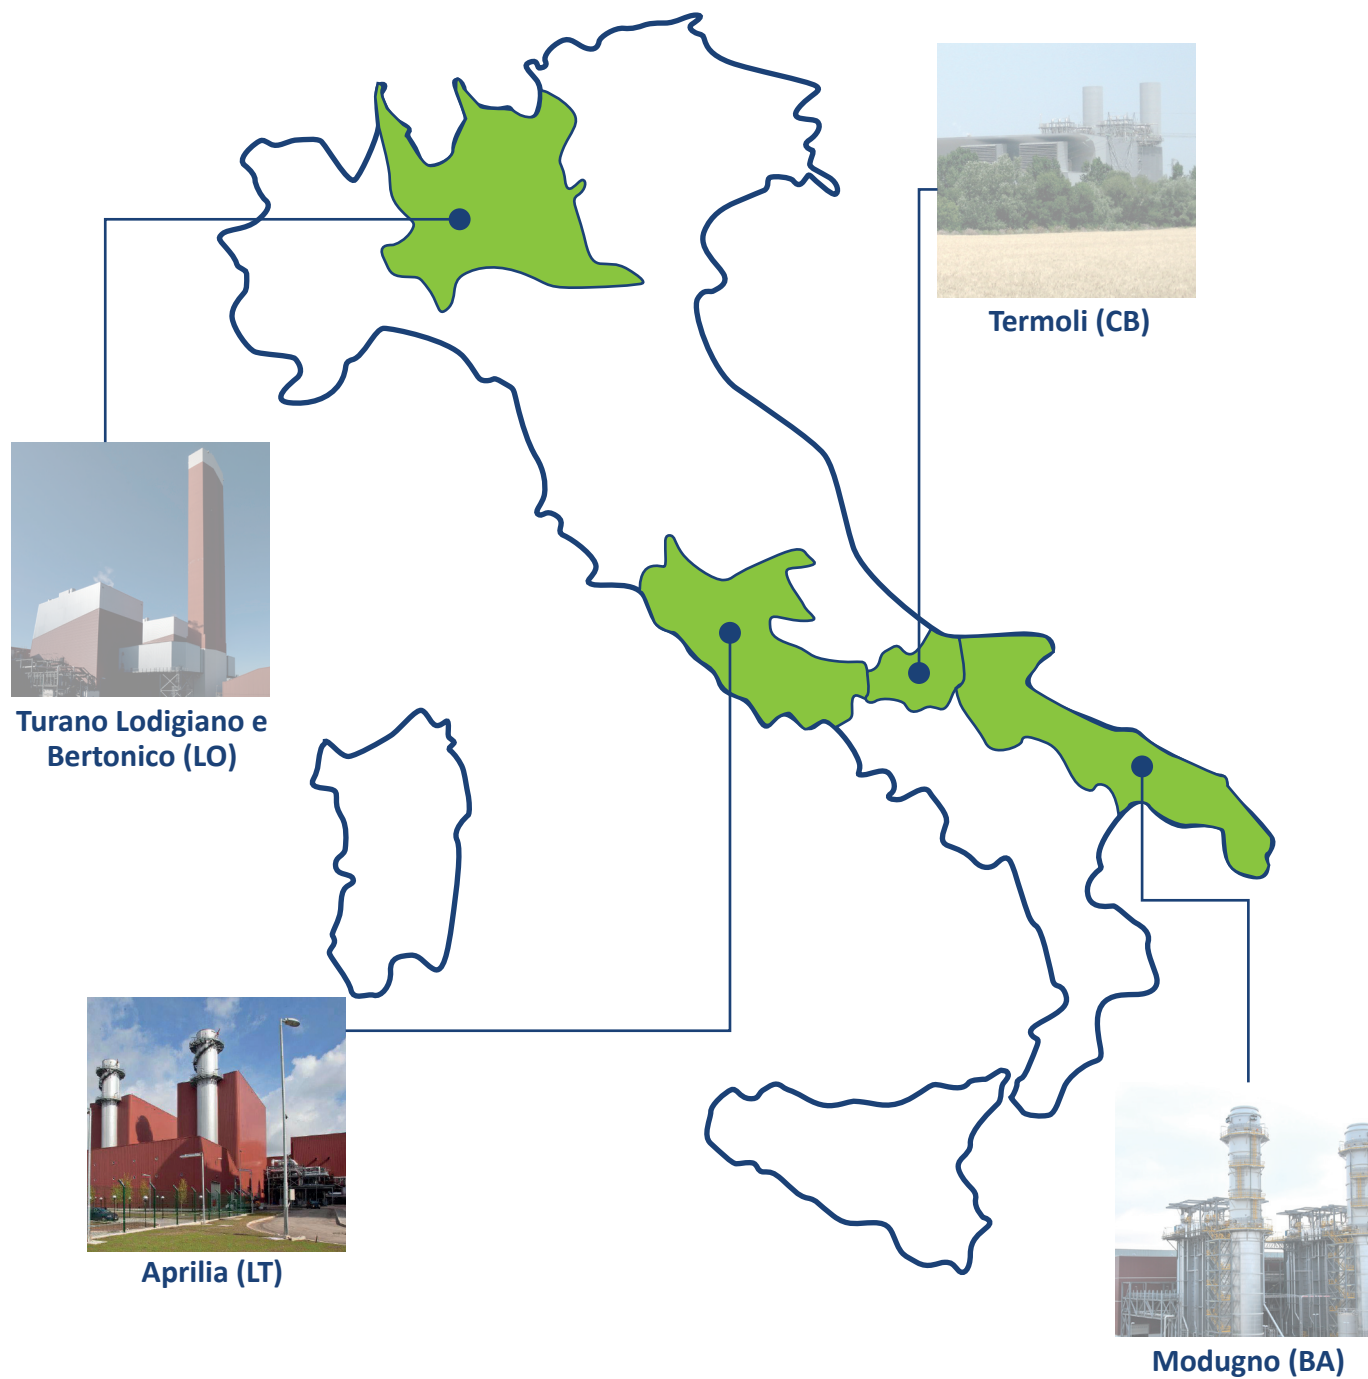 Termoli (CB)
Turano Lodigiano e
Bertonico (LO)
Aprilia (LT)
Modugno (BA)